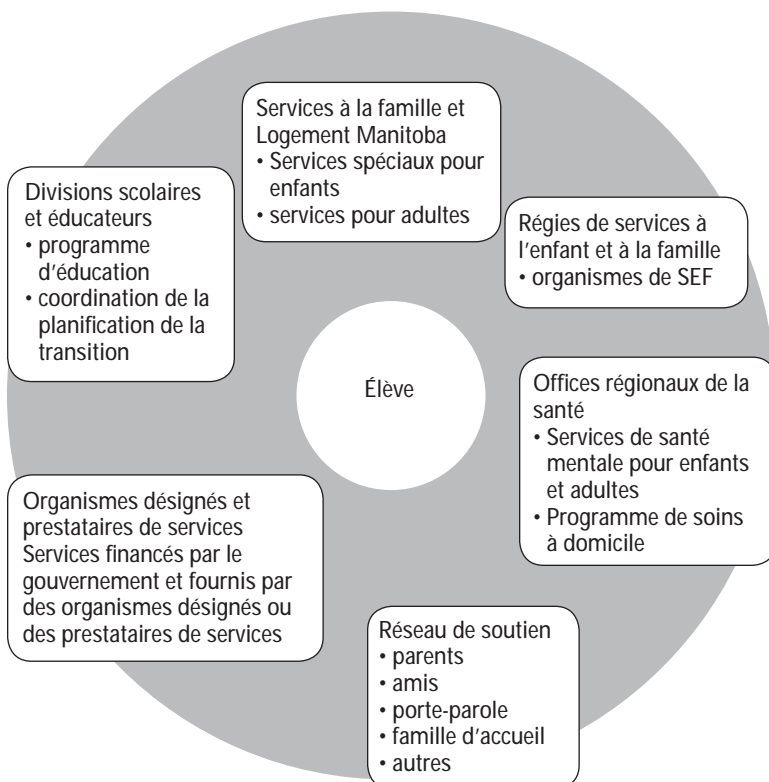 Services à la famille et
Logement Manitoba
• Services spéciaux pour
enfants
• services pour adultes
Divisions scolaires
et éducateurs
• programme
d'éducation
• coordination de la
planification de la
transition
Régies de services à
l'enfant et à la famille
• organismes de SEF
Élève
Offices régionaux de la
santé
• Services de santé
mentale pour enfants
et adultes
• Programme de soins
à domicile
Organismes désignés et
prestataires de services
Services financés par le
gouvernement et fournis par
des organismes désignés ou
des prestataires de services
Réseau de soutien
• parents
• amis
• porte-parole
• famille d'accueil
• autres